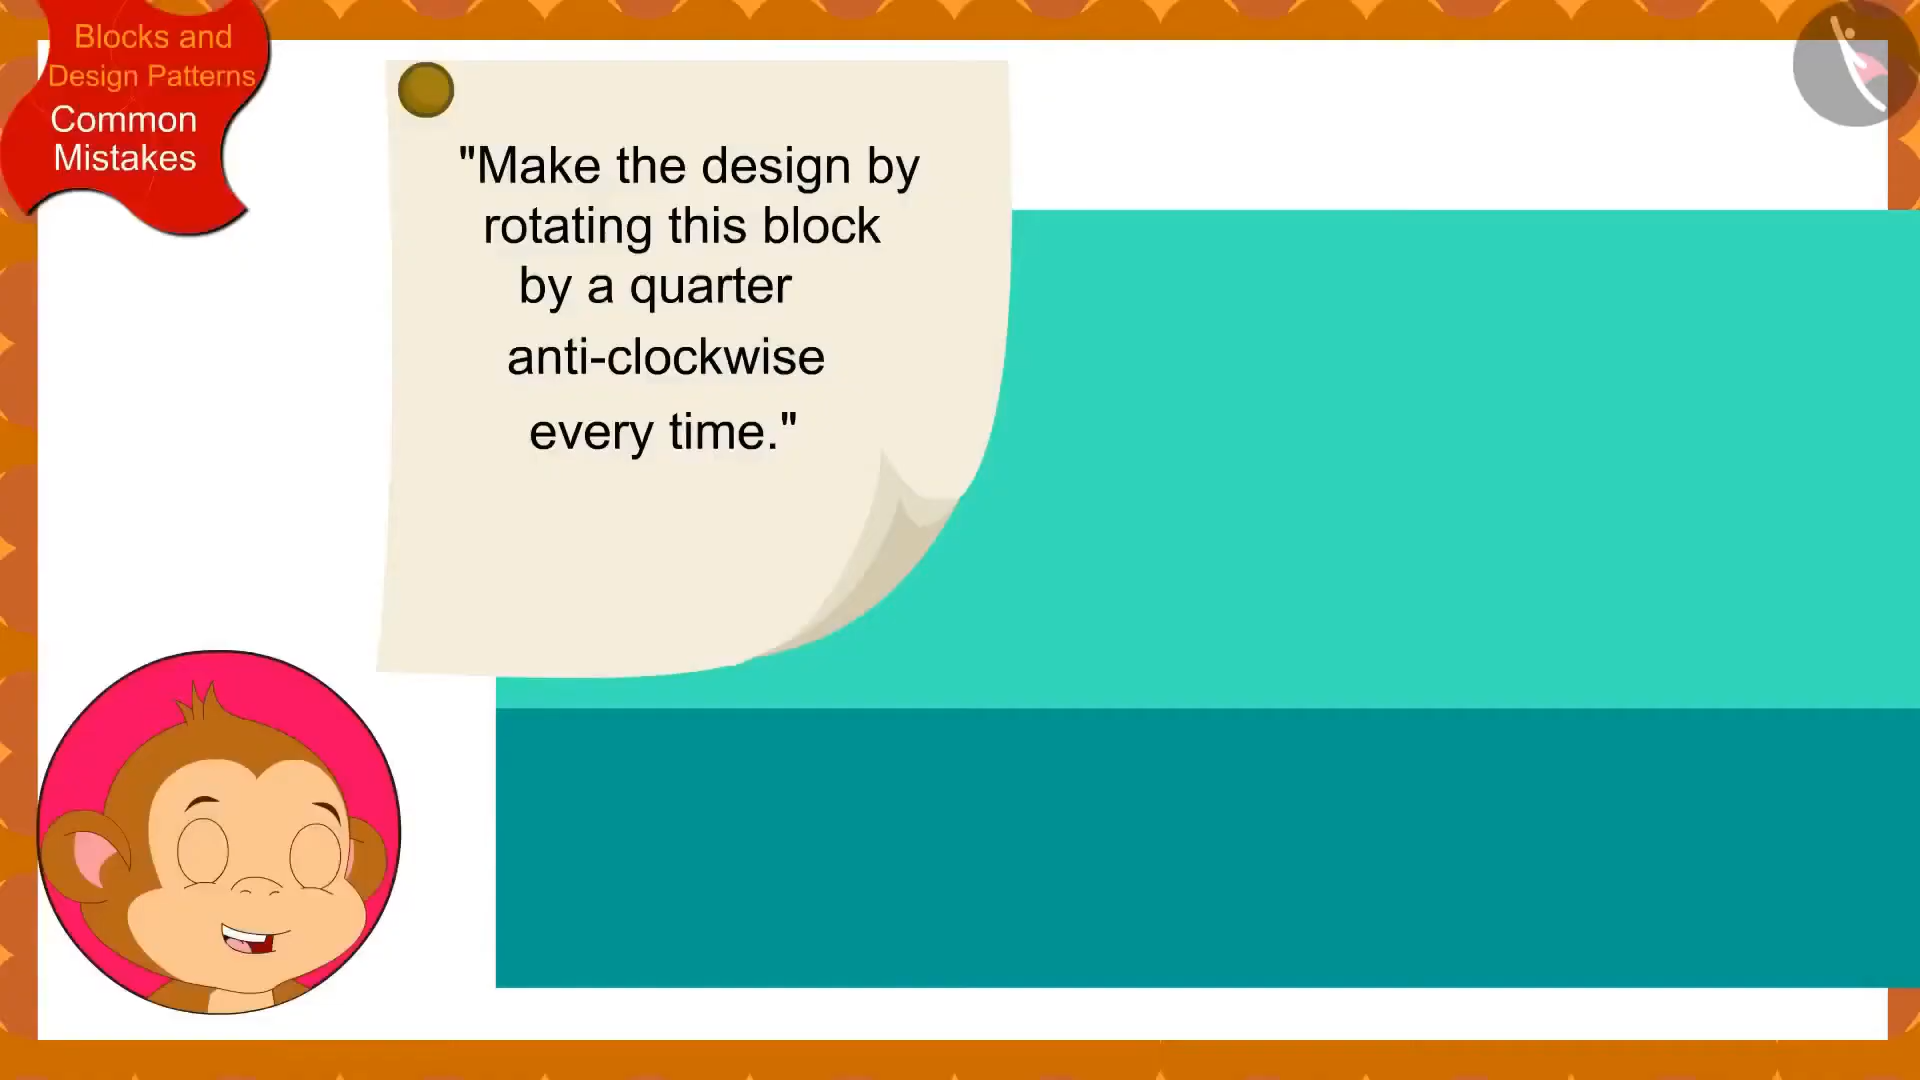 Blocks and
Design Patterns
Common
Mistakes
"Make the design by
rotating this block
by a quarter
anti-clockwise
every time."